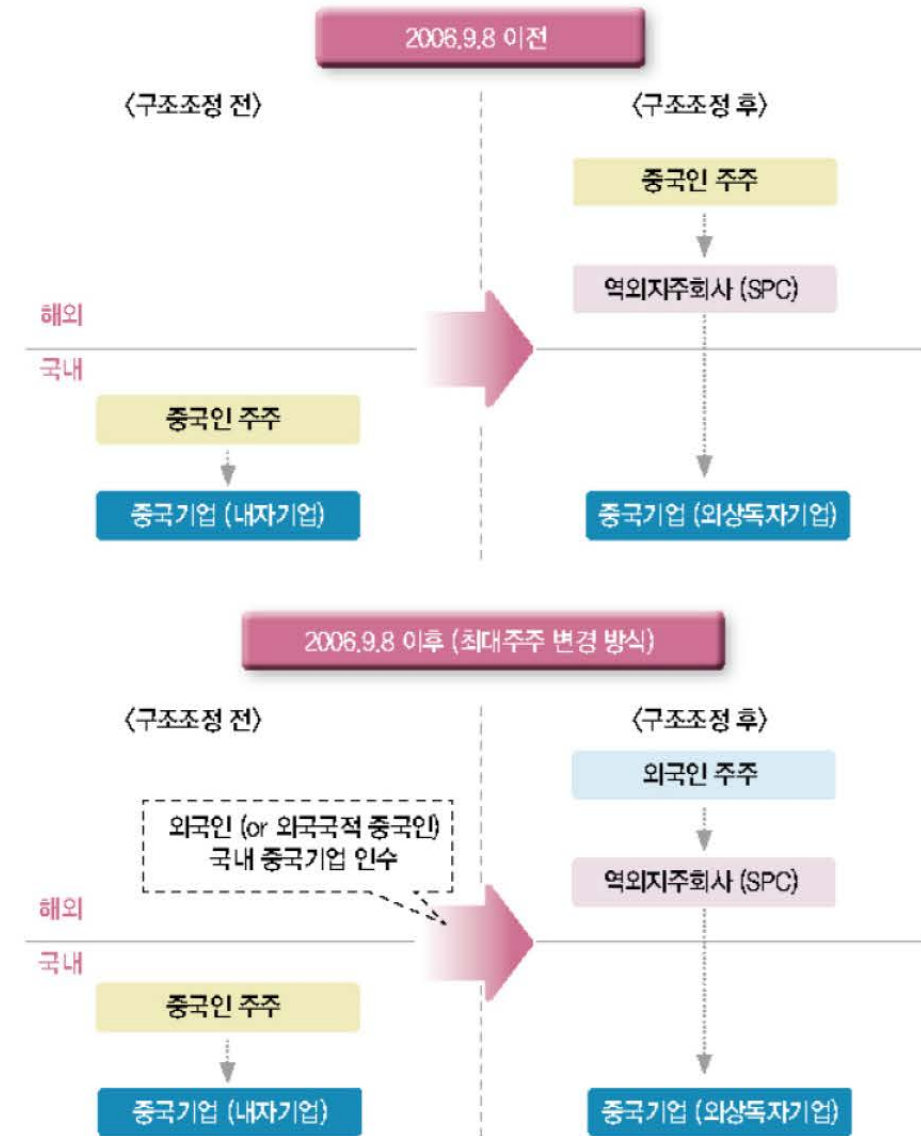 2006.9.8 이전
〈구조조정 전〉
〈구조조정 후〉
중국인 주주
역외지주회사 (SPC)
해외
국내
중국인 주주
중국기업 (내자기업)
중국기업 (외상독자기업)
2006.9.8 이후 (최대주주 변경 방식)
〈구조조정 전〉
〈구조조정 후〉
외국인 주주
외국인 (or 외국국적 중국인)
국내 중국기업 인수
역외지주회사 (SPC)
해외
국내
중국인 주주
중국기업 (내자기업)
중국기업 (외상독자기업)